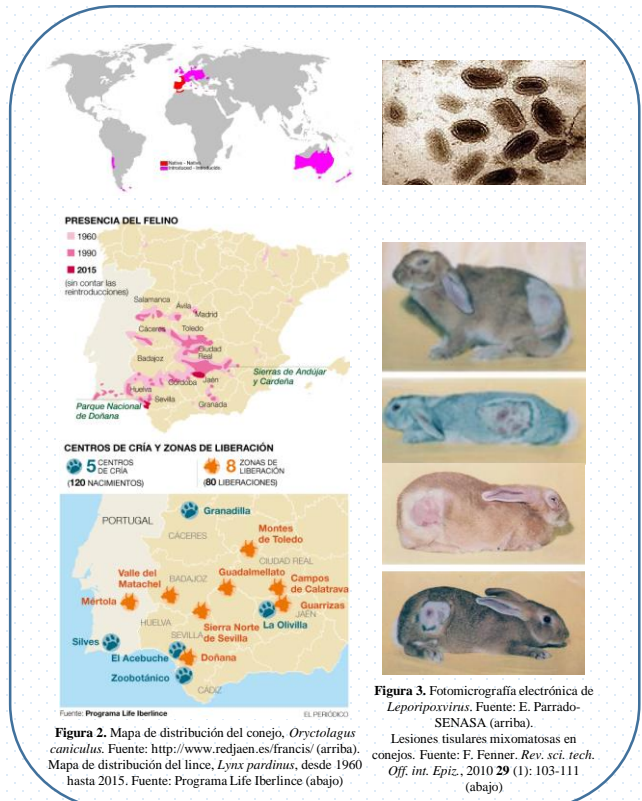 Native - Native
Introduced - Introducido
PRESENCIA DEL FELINO
1960
1990
2015
(sin contar las
reintroducciones)
Salamanca
Ávila
Madrid
Cáceres
Toledo
Ciudad
Real
Badajoz
Sierras de Andújar
y Cardeña
Córdoba
Jaén
Huelva
Sevilla
Granada
Parque Nacional
de Doñana
CENTROS DE CRÍA Y ZONAS DE LIBERACIÓN
5 CENTROS
DE CRÍA
(120 NACIMIENTOS)
8 ZONAS DE
LIBERACIÓN
(80 LIBERACIONES)
PORTUGAL
Granadilla
CÁCERES
Montes
de Toledo
CIUDAD REAL
Valle del
Matachel
BADAJOZ
Guadalmellato
Campos
de Calatrava
Mértola
Guarrizas
JAÉN
La Olivilla
HUELVA
Sierra Norte
de Sevilla
SEVILLA
Silves
El Acebuche
Doñana
Zoobotánico
CÁDIZ
Fuente: Programa Life Iberlince
EL PERIÓDICO
Figura 2. Mapa de distribución del conejo, Oryctolagus
caniculus. Fuente: http://www.redjaen.es/francis/ (arriba).
Mapa de distribución del lince, Lynx pardinus, desde 1960
hasta 2015. Fuente: Programa Life Iberlince (abajo)
Figura 3. Fotomicrografía electrónica de
Leporipoxvirus. Fuente: E. Parrado-
SENASA (arriba).
Lesiones tisulares mixomatosas en
conejos. Fuente: F. Fenner. Rev. sci. tech.
Off. int. Epiz., 2010 29 (1): 103-111
(abajo)